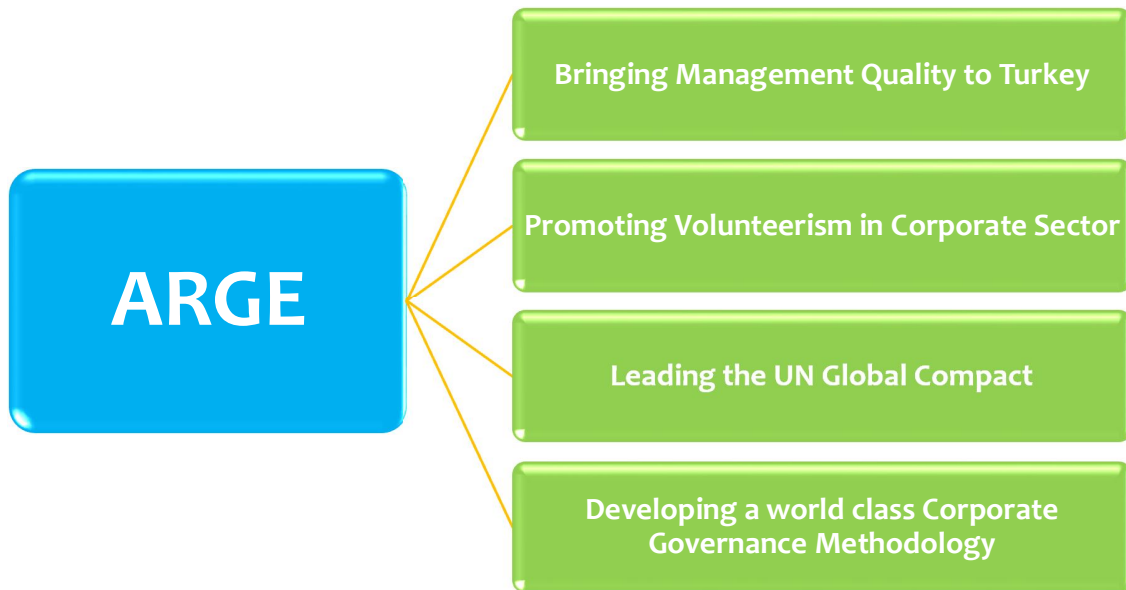 ARGE
Bringing Management Quality to Turkey
Promoting Volunteerism in Corporate Sector
Leading the UN Global Compact
Developing a world class Corporate
Governance Methodology